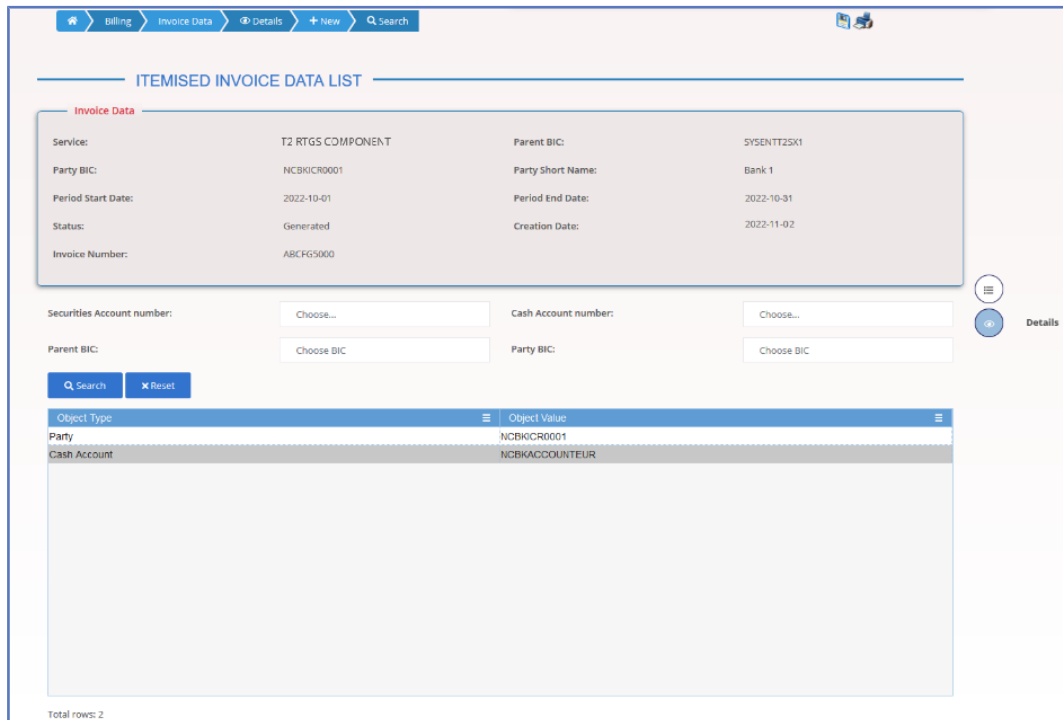 Billing Invoice Data Details New Search
ITEMISED INVOICE DATA LIST
Invoice Data
Service: T2 RTGS COMPONENT Parent BIC: SYSENTT2SX1
Party BIC: NCBKICR0001 Party Short Name: Bank 1
Period Start Date: 2022-10-01 Period End Date: 2022-10-31
Status: Generated Creation Date: 2022-11-02
Invoice Number: ABCFG5000
Securities Account number: Choose... Cash Account number: Choose...
Details
Parent BIC: Choose BIC Party BIC: Choose BIC
Search Reset
Object Type Object Value
Party NCBKICR0001
Cash Account NCBKACCOUNTEUR
Total rows: 2